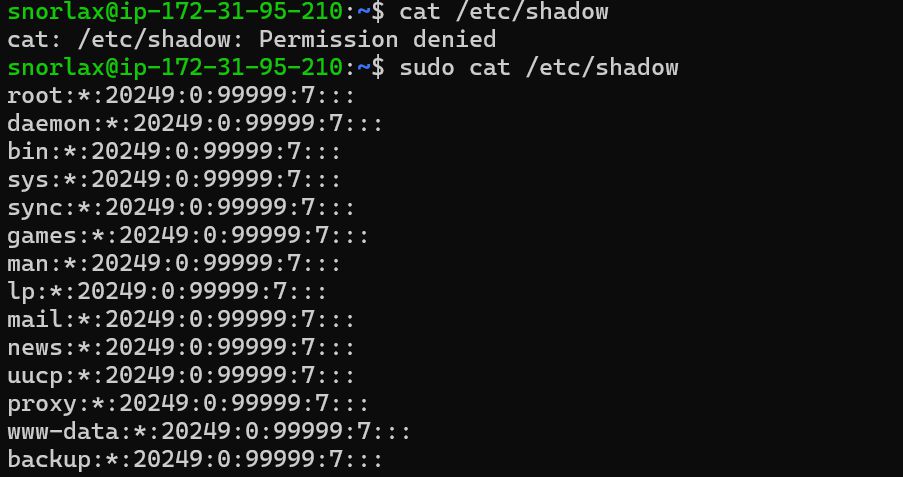 snorlax@ip-172-31-95-210:~$ cat /etc/shadow
cat: /etc/shadow: Permission denied
snorlax@ip-172-31-95-210:~$ sudo cat /etc/shadow
root:*:20249:0:99999:7:::
daemon:*:20249:0:99999:7:::
bin:*:20249:0:99999:7:::
sys:*:20249:0:99999:7:::
sync:*:20249:0:99999:7:::
games:*:20249:0:99999:7:::
man:*:20249:0:99999:7:::
lp:*:20249:0:99999:7:::
mail:*:20249:0:99999:7:::
news:*:20249:0:99999:7:::
uucp:*:20249:0:99999:7:::
proxy:*:20249:0:99999:7:::
www-data:*:20249:0:99999:7:::
backup:*:20249:0:99999:7:::